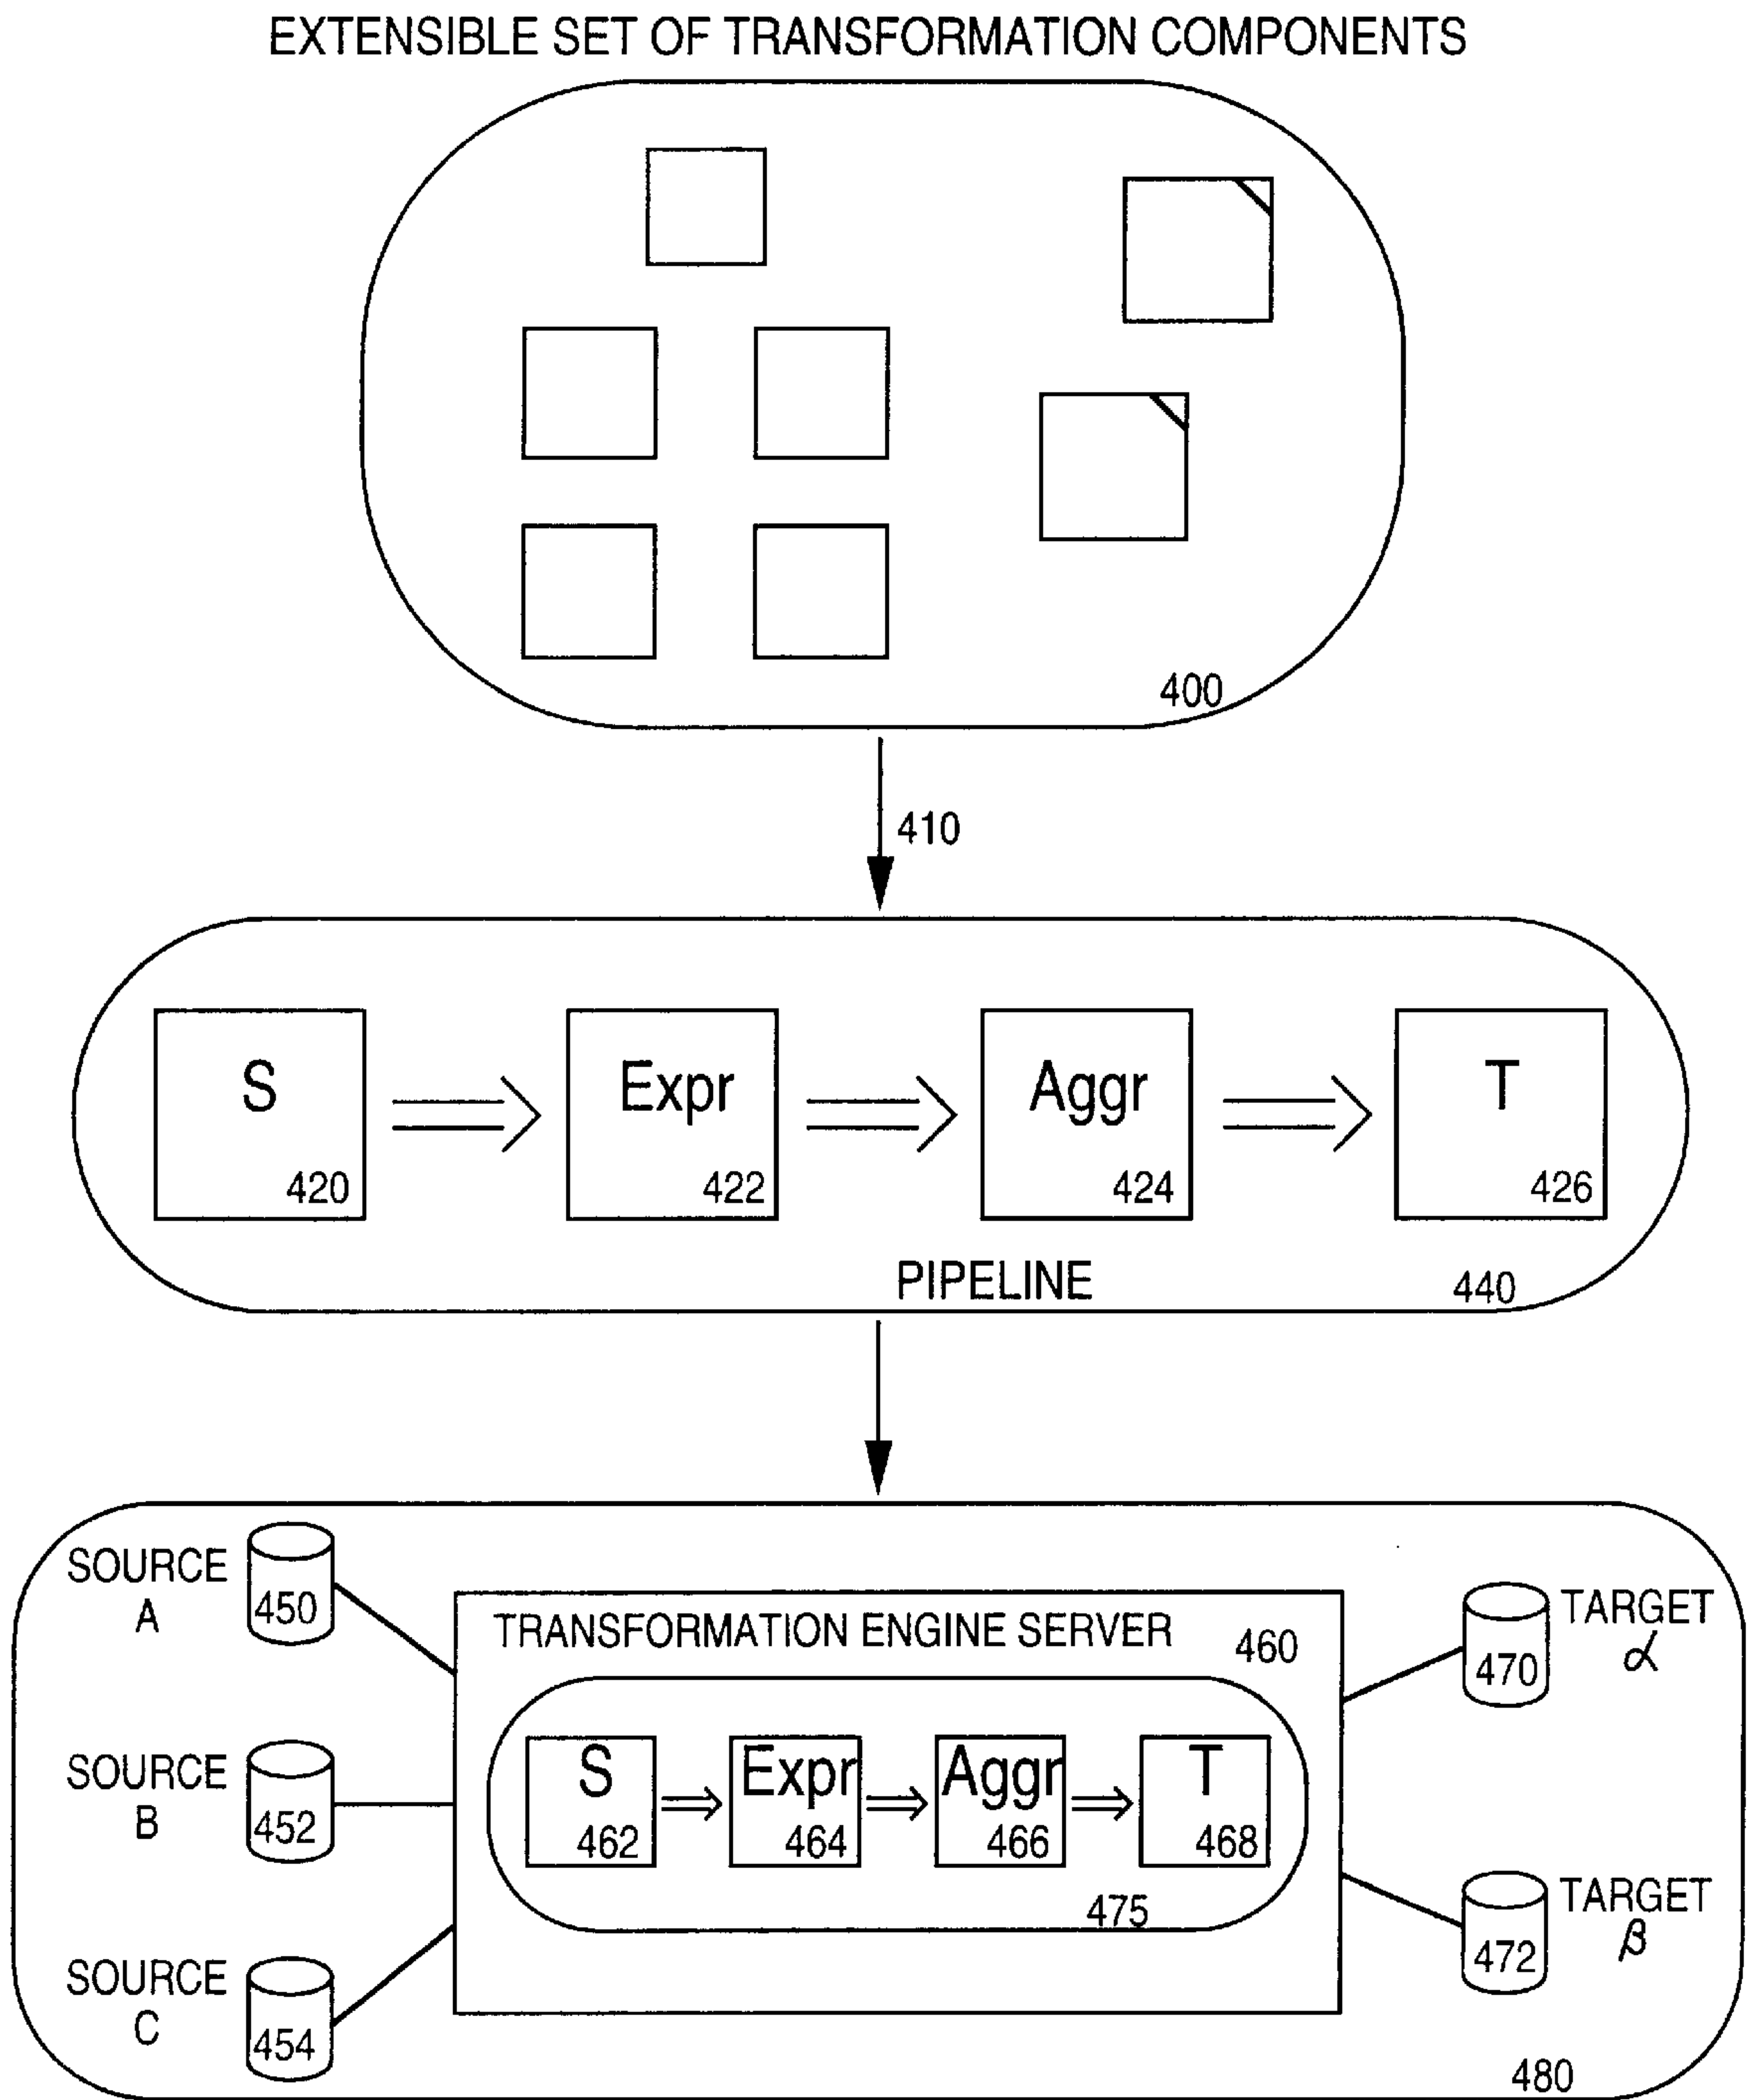 EXTENSIBLE SET OF TRANSFORMATION COMPONENTS
400
410
S
420
Expr
422
Aggr
424
T
426
PIPELINE
440
SOURCE
A
450
SOURCE
B
452
SOURCE
C
454
TRANSFORMATION ENGINE SERVER
460
S
462
Expr
464
Aggr
466
T
468
475
470
TARGET
α
472
TARGET
β
480